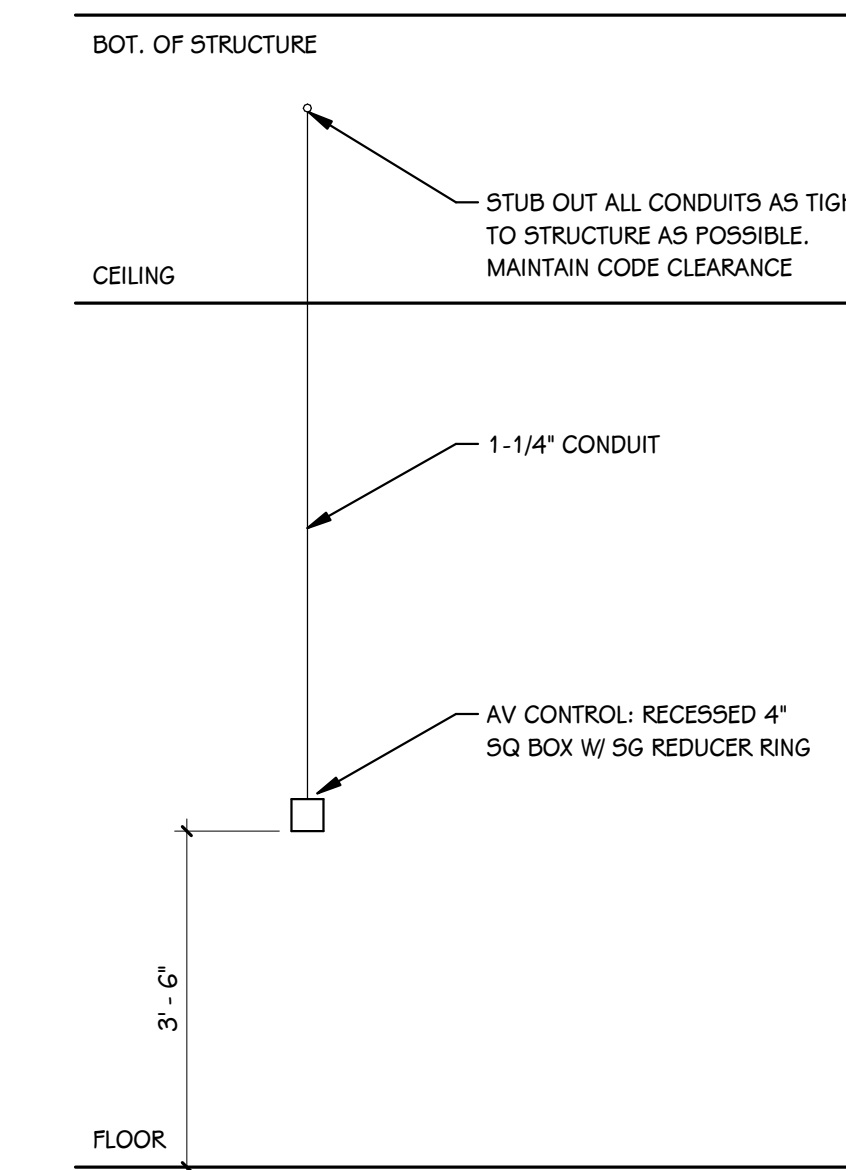 BOT. OF STRUCTURE
STUB OUT ALL CONDUITS AS
TO STRUCTURE AS POSSIBLE.
MAINTAIN CODE CLEARANCE
CEILING
1-1/4" CONDUIT
AV CONTROL: RECESSED 4"
SQ BOX W/ SG REDUCER RING
3' - 6"
FLOOR